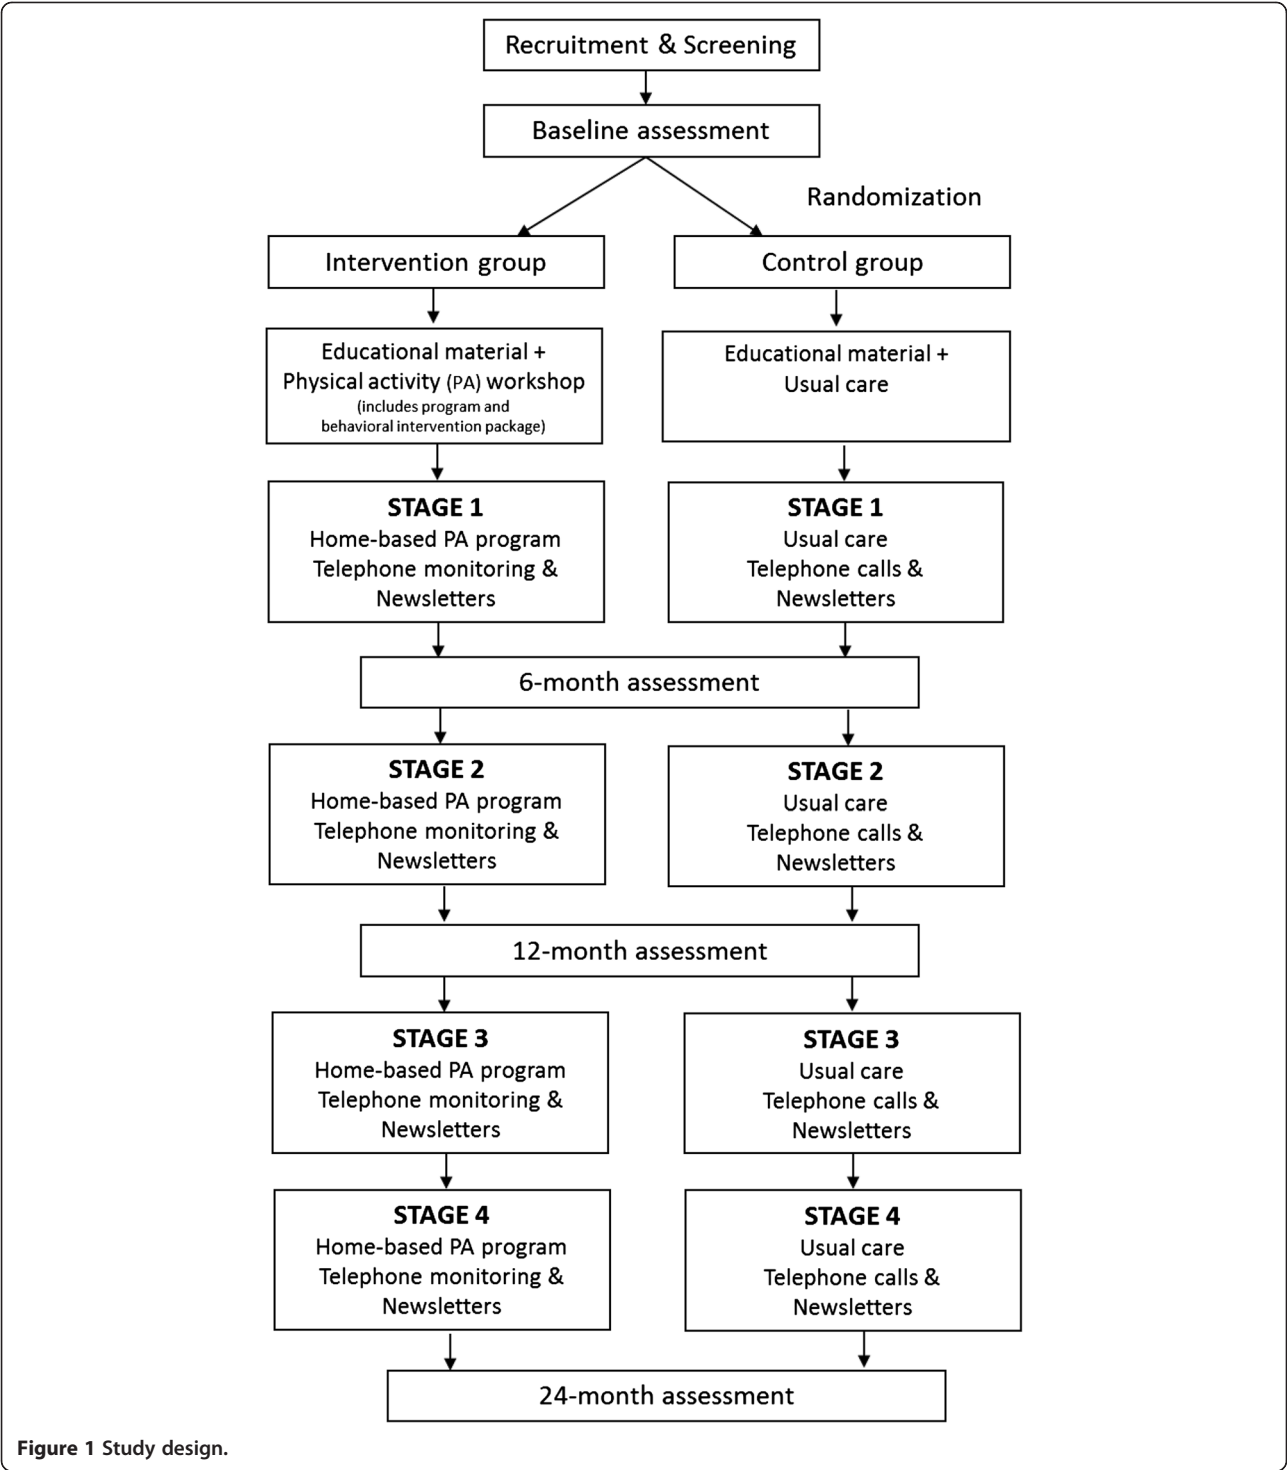 Recruitment & Screening
Baseline assessment
Randomization
Intervention group
Control group
Educational material +
Physical activity (PA) workshop
(includes program and
behavioral intervention package)
Educational material +
Usual care
STAGE 1
Home-based PA program
Telephone monitoring &
Newsletters
STAGE 1
Usual care
Telephone calls &
Newsletters
6-month assessment
STAGE 2
Home-based PA program
Telephone monitoring &
Newsletters
STAGE 2
Usual care
Telephone calls &
Newsletters
12-month assessment
STAGE 3
Home-based PA program
Telephone monitoring &
Newsletters
STAGE 3
Usual care
Telephone calls &
Newsletters
STAGE 4
Home-based PA program
Telephone monitoring &
Newsletters
STAGE 4
Usual care
Telephone calls &
Newsletters
24-month assessment
Figure 1 Study design.